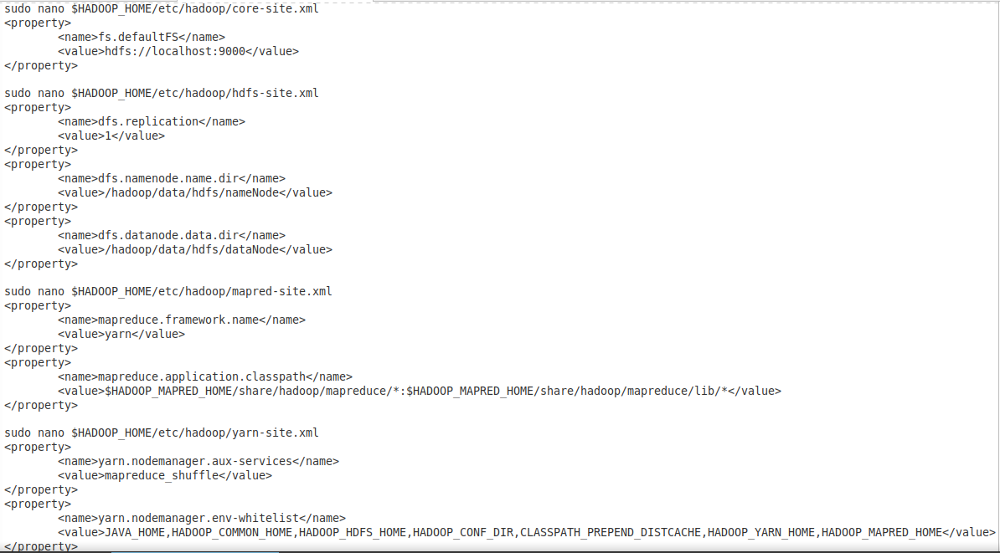 sudo nano $HADOOP_HOME/etc/hadoop/core-site.xml
<property>
        <name>fs.defaultFS</name>
        <value>hdfs://localhost:9000</value>
</property>

sudo nano $HADOOP_HOME/etc/hadoop/hdfs-site.xml
<property>
        <name>dfs.replication</name>
        <value>1</value>
</property>
<property>
        <name>dfs.namenode.name.dir</name>
        <value>/hadoop/data/hdfs/nameNode</value>
</property>
<property>
        <name>dfs.datanode.data.dir</name>
        <value>/hadoop/data/hdfs/dataNode</value>
</property>

sudo nano $HADOOP_HOME/etc/hadoop/mapred-site.xml
<property>
        <name>mapreduce.framework.name</name>
        <value>yarn</value>
</property>
<property>
        <name>mapreduce.application.classpath</name>
        <value>$HADOOP_MAPRED_HOME/share/hadoop/mapreduce/*:$HADOOP_MAPRED_HOME/share/hadoop/mapreduce/lib/*</value>
</property>

sudo nano $HADOOP_HOME/etc/hadoop/yarn-site.xml
<property>
        <name>yarn.nodemanager.aux-services</name>
        <value>mapreduce_shuffle</value>
</property>
<property>
        <name>yarn.nodemanager.env-whitelist</name>
        <value>JAVA_HOME,HADOOP_COMMON_HOME,HADOOP_HDFS_HOME,HADOOP_CONF_DIR,CLASSPATH_PREPEND_DISTCACHE,HADOOP_YARN_HOME,HADOOP_MAPRED_HOME</value>
</property>